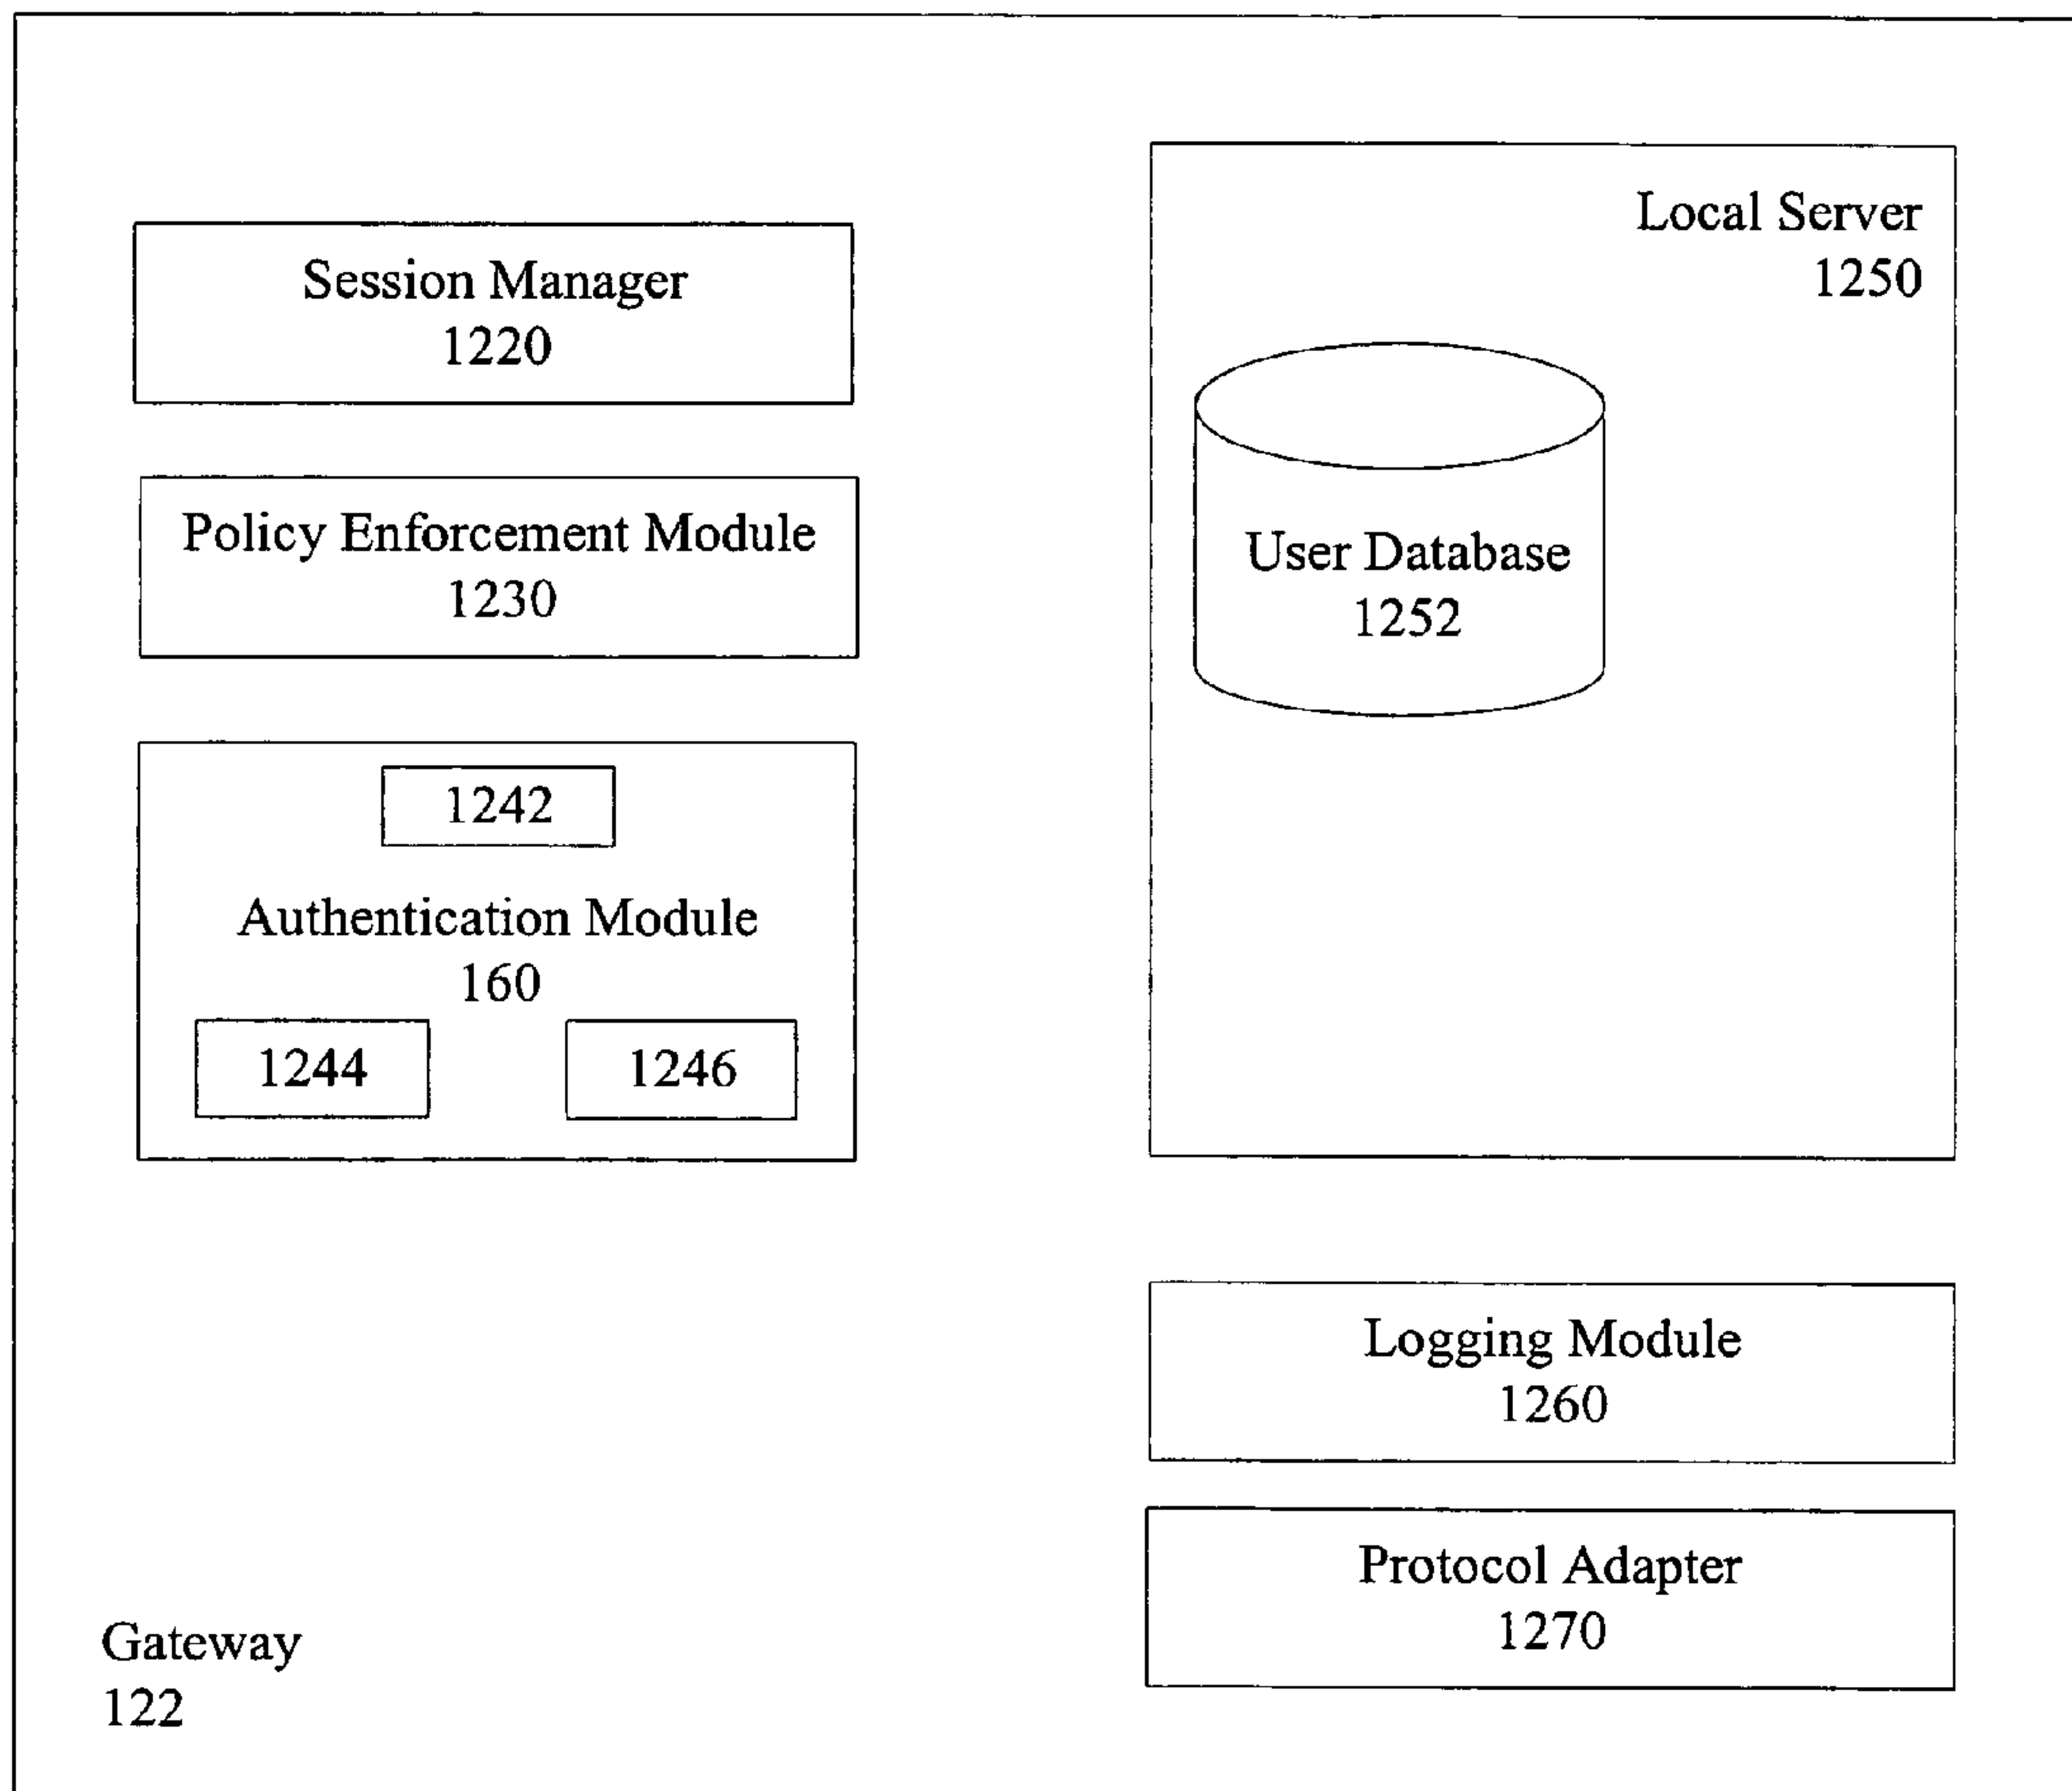 Session Manager
1220
Policy Enforcement Module
1230
1242
Authentication Module
160
1244
1246
Local Server
1250
User Database
1252
Logging Module
1260
Protocol Adapter
1270
Gateway
122